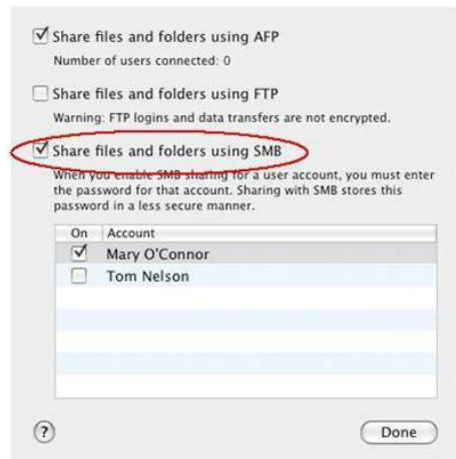 Share files and folders using AFP
Number of users connected: 0
Share files and folders using FTP
Warning: FTP logins and data transfers are not encrypted.
Share files and folders using SMB
When you enable SMB sharing for a user account, you must enter
the password for that account. Sharing with SMB stores this
password in a less secure manner.
On Account
Mary O'Connor
Tom Nelson
? Done